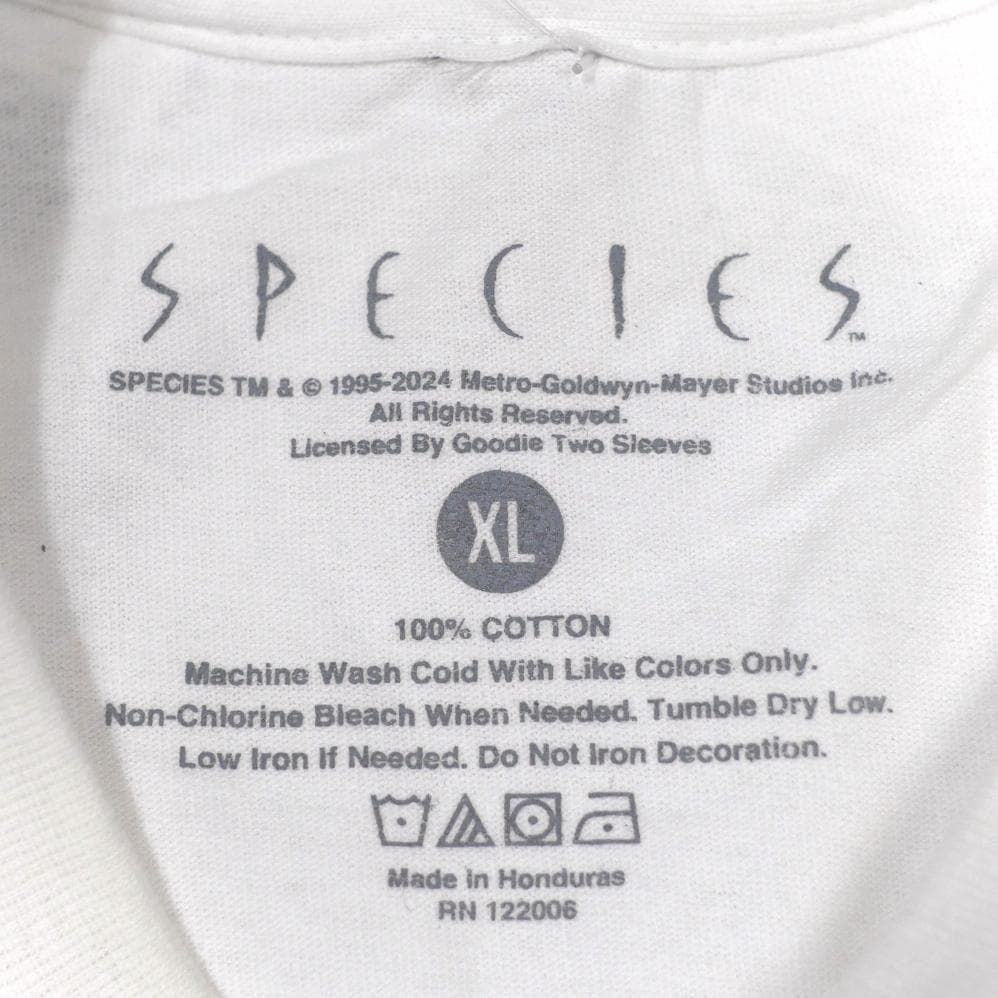 SPECIES™
SPECIES TM & © 1995-2024 Metro-Goldwyn-Mayer Studios Inc.
All Rights Reserved.
Licensed By Goodie Two Sleeves
XL
100% COTTON
Machine Wash Cold With Like Colors Only.
Non-Chlorine Bleach When Needed. Tumble Dry Low.
Low Iron If Needed. Do Not Iron Decoration.
Made in Honduras
RN 122006